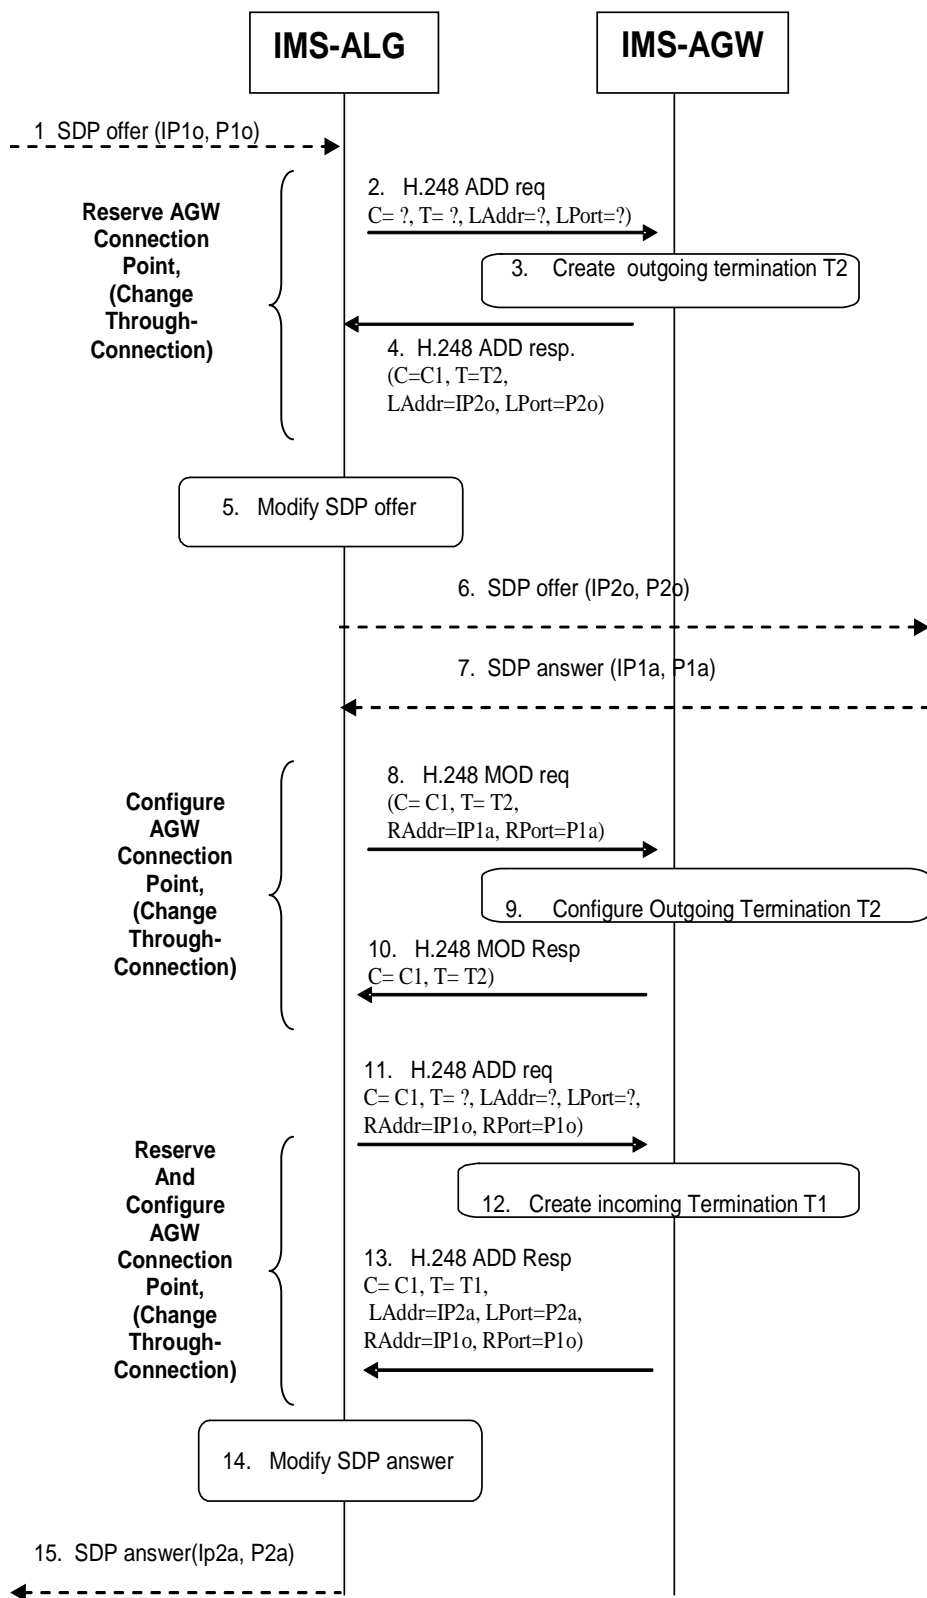 IMS-ALG
IMS-AGW
1 SDP offer (IP1o, P1o)
Reserve AGW
Connection
Point,
(Change
Through-
Connection)
2. H.248 ADD req
C= ?, T= ?, LAddr=?, LPort=?)
3. Create outgoing termination T2
4. H.248 ADD resp.
(C=C1, T=T2,
LAddr=IP2o, LPort=P2o)
5. Modify SDP offer
6. SDP offer (IP2o, P2o)
7. SDP answer (IP1a, P1a)
Configure
AGW
Connection
Point,
(Change
Through-
Connection)
8. H.248 MOD req
(C= C1, T= T2,
RAddr=IP1a, RPort=P1a)
9. Configure Outgoing Termination T2
10. H.248 MOD Resp
C= C1, T= T2)
11. H.248 ADD req
C= C1, T= ?, LAddr=?, LPort=?,
RAddr=IP1o, RPort=P1o)
Reserve
And
Configure
AGW
Connection
Point,
(Change
Through-
Connection)
12. Create incoming Termination T1
13. H.248 ADD Resp
C= C1, T= T1,
LAddr=IP2a, LPort=P2a,
RAddr=IP1o, RPort=P1o)
14. Modify SDP answer
15. SDP answer(Ip2a, P2a)